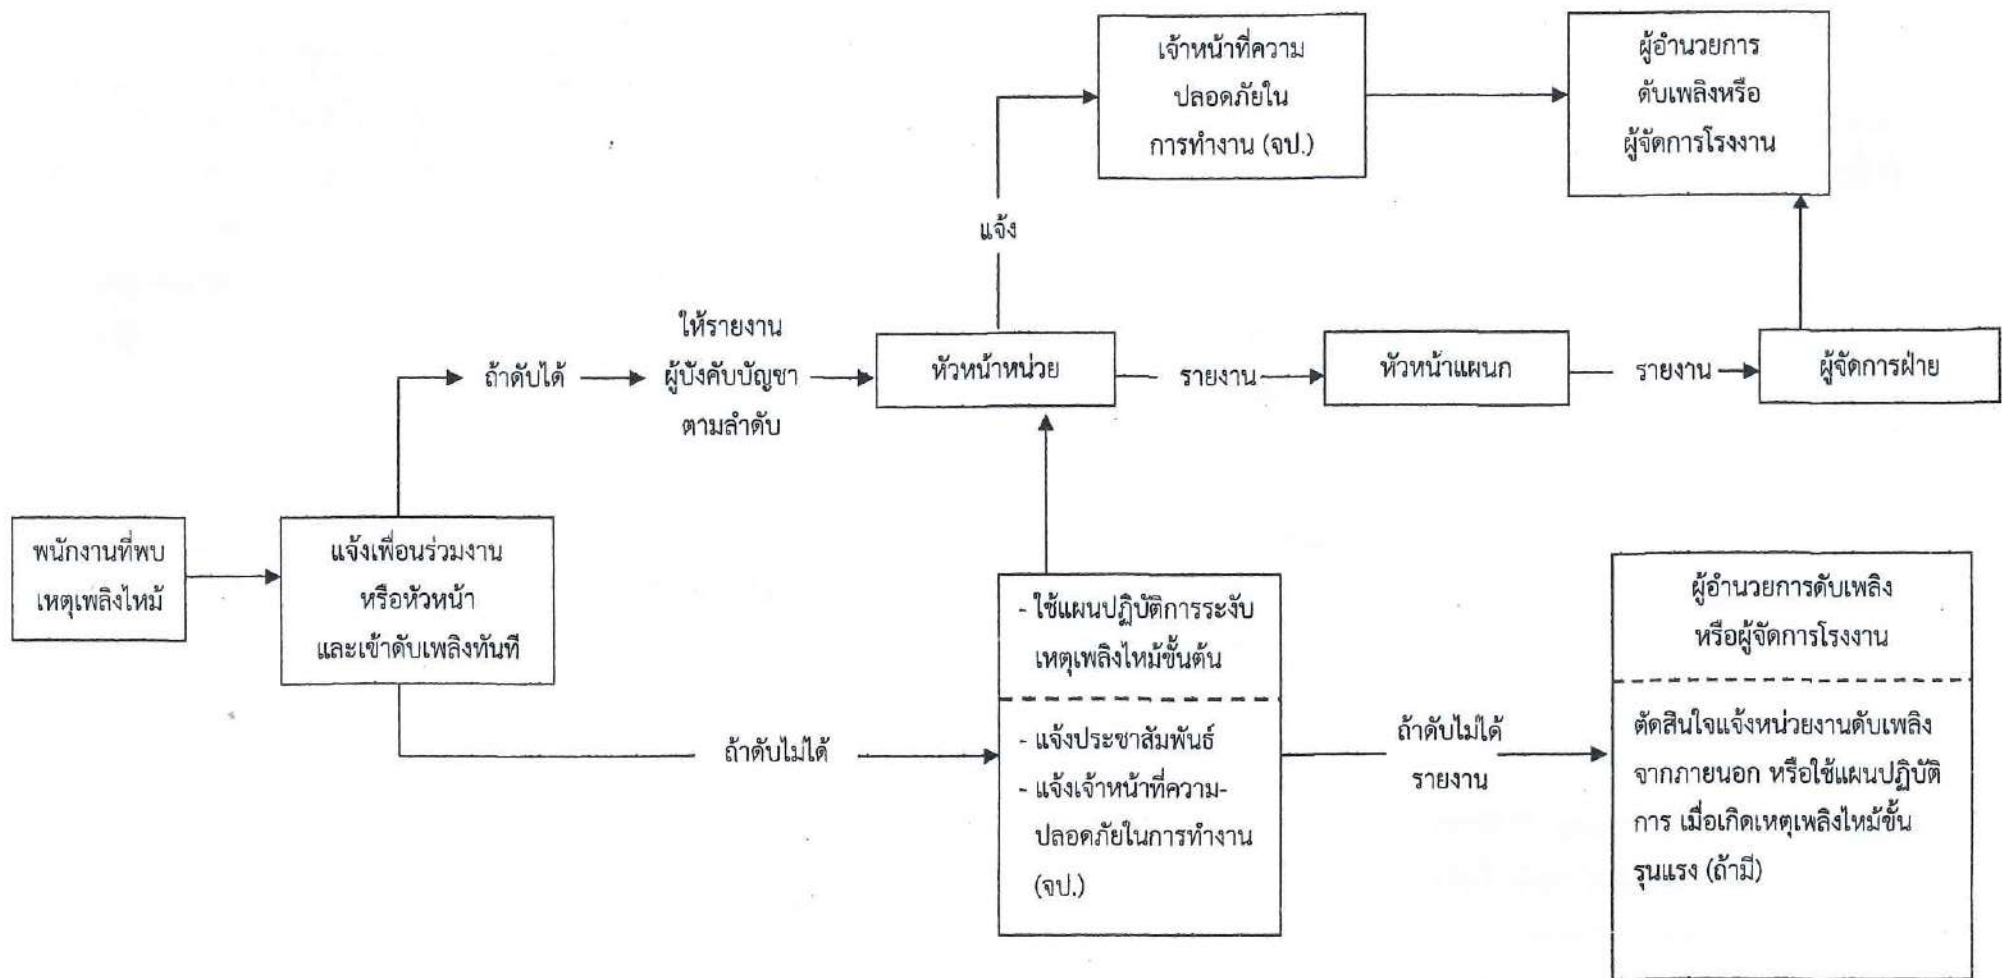 เจ้าหน้าที่ความ
ปลอดภัยใน
การทำงาน (จป.)
ผู้อำนวยการ
ดับเพลิงหรือ
ผู้จัดการโรงงาน
แจ้ง
ถ้าดับได้
ให้รายงาน
ผู้บังคับบัญชา
ตามลำดับ
หัวหน้าหน่วย
รายงาน
หัวหน้าแผนก
รายงาน
ผู้จัดการฝ่าย
พนักงานที่พบ
เหตุเพลิงไหม้
แจ้งเพื่อนร่วมงาน
หรือหัวหน้า
และเข้าดับเพลิงทันที
ถ้าดับไม่ได้
- ใช้แผนปฏิบัติการระงับ
เหตุเพลิงไหม้ขั้นต้น
- แจ้งประชาสัมพันธ์
- แจ้งเจ้าหน้าที่ความ-
ปลอดภัยในการทำงาน
(จป.)
ถ้าดับไม่ได้
รายงาน
ผู้อำนวยการดับเพลิง
หรือผู้จัดการโรงงาน
ตัดสินใจแจ้งหน่วยงานดับเพลิง
จากภายนอก หรือใช้แผนปฏิบัติ
การ เมื่อเกิดเหตุเพลิงไหม้ขั้น
รุนแรง (ถ้ามี)